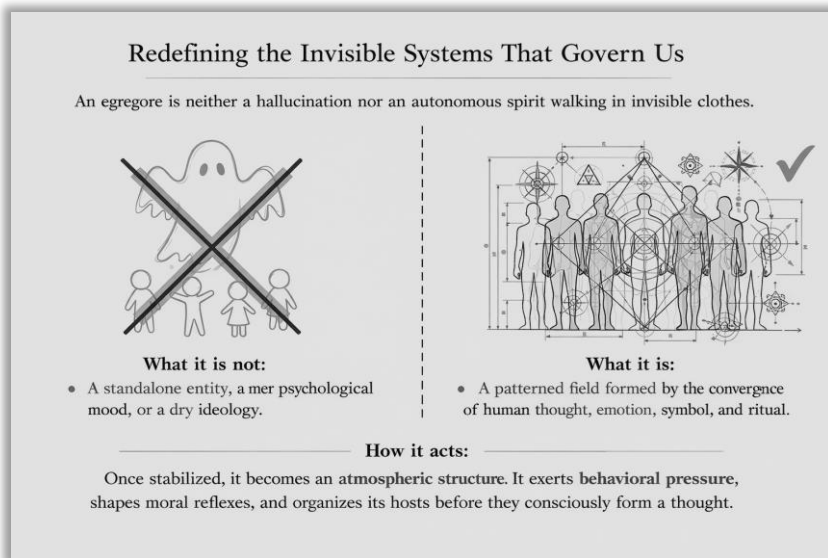 Redefining the Invisible Systems That Govern Us
An egregore is neither a hallucination nor an autonomous spirit walking in invisible clothes.
What it is not:
• A standalone entity, a mer psychological
mood, or a dry ideology.
What it is:
• A patterned field formed by the convergnce
of human thought, emotion, symbol, and ritual.
How it acts:
Once stabilized, it becomes an atmospheric structure. It exerts behavioral pressure,
shapes moral reflexes, and organizes its hosts before they consciously form a thought.